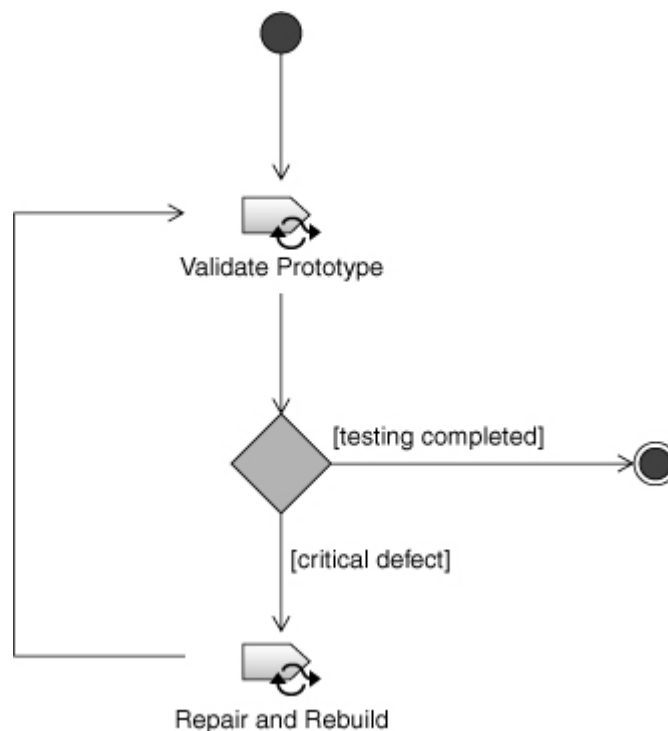 Validate Prototype
[testing completed]
[critical defect]
Repair and Rebuild